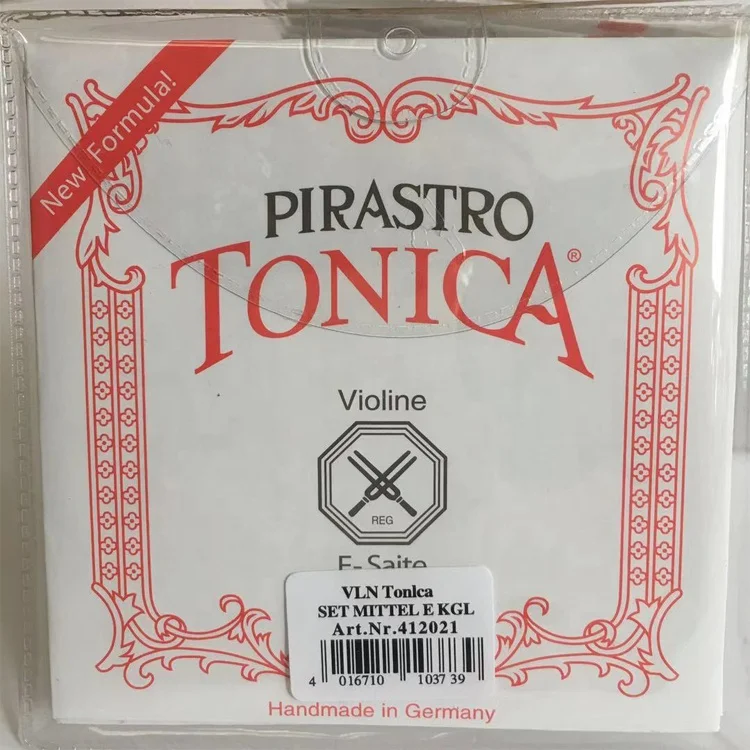 New Formula!
PIRASTRO
TONICA®
Violine
REG
E-Saite
VLN Tonlca
SET MITTEL E KGL
Art.Nr.412021
4 016710 103739
Handmade in Germany